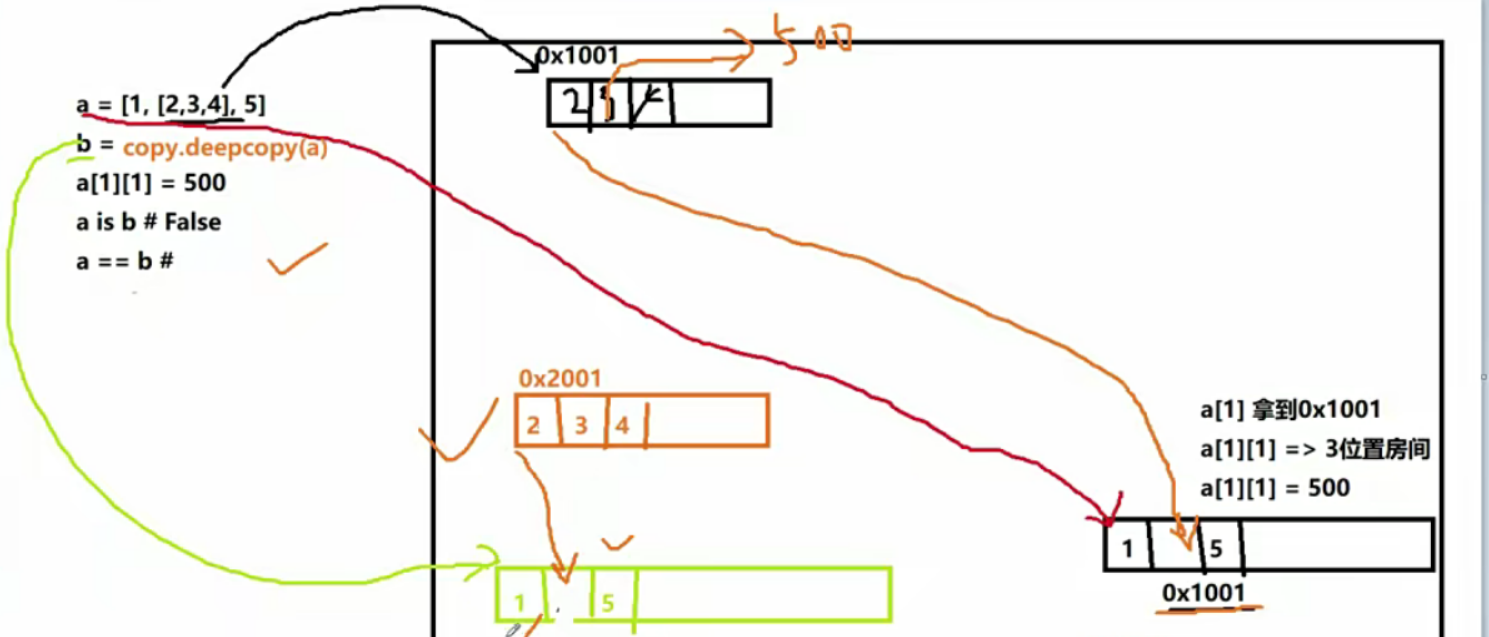 500
0x1001
2 3 4
a = [1, [2,3,4], 5]
b = copy.deepcopy(a)
a[1][1] = 500
a is b # False
a == b #
0x2001
2 3 4
a[1] 拿到0x1001
a[1][1] => 3位置房间
a[1][1] = 500
1 5
0x1001
1 5